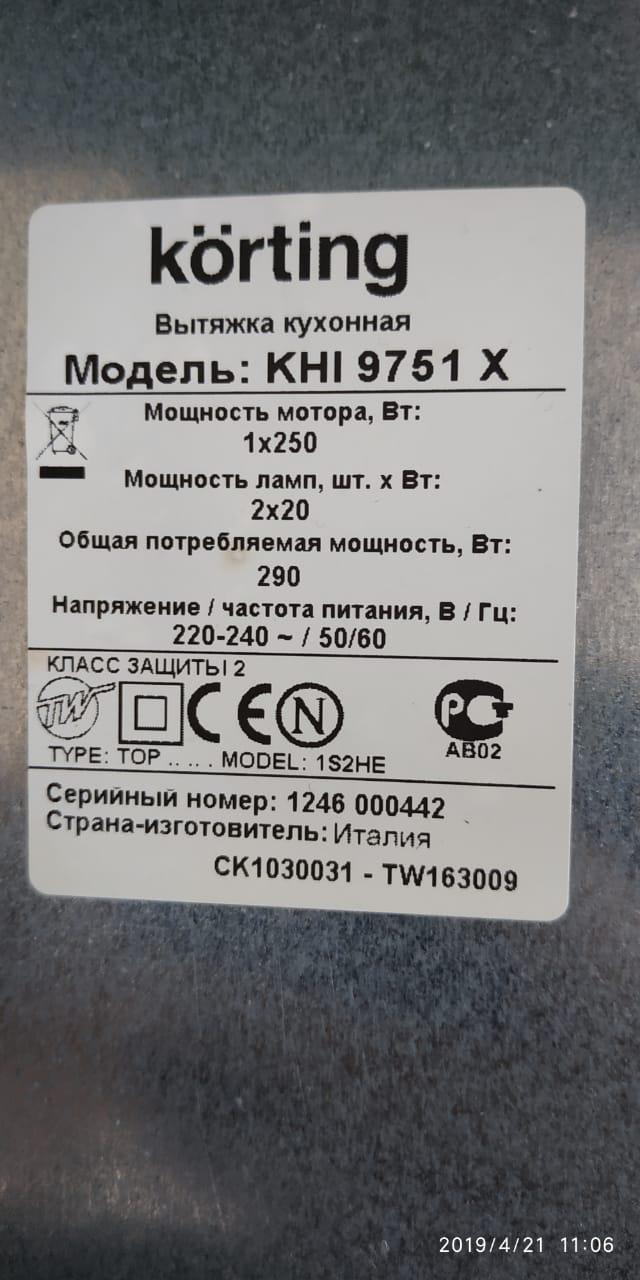 körting
Вытяжка кухонная
Модель: KHI 9751 X
Мощность мотора, Вт:
1x250
Мощность ламп, шт. x Вт:
2x20
Общая потребляемая мощность, Вт:
290
Напряжение / частота питания, В / Гц:
220-240 ~ / 50/60
КЛАСС ЗАЩИТЫ 2
TW CE N РСТ
АВ02
TYPE: TOP ..... MODEL: 1S2HE
Серийный номер: 1246 000442
Страна-изготовитель: Италия
CK1030031 - TW163009
2019/4/21 11:06